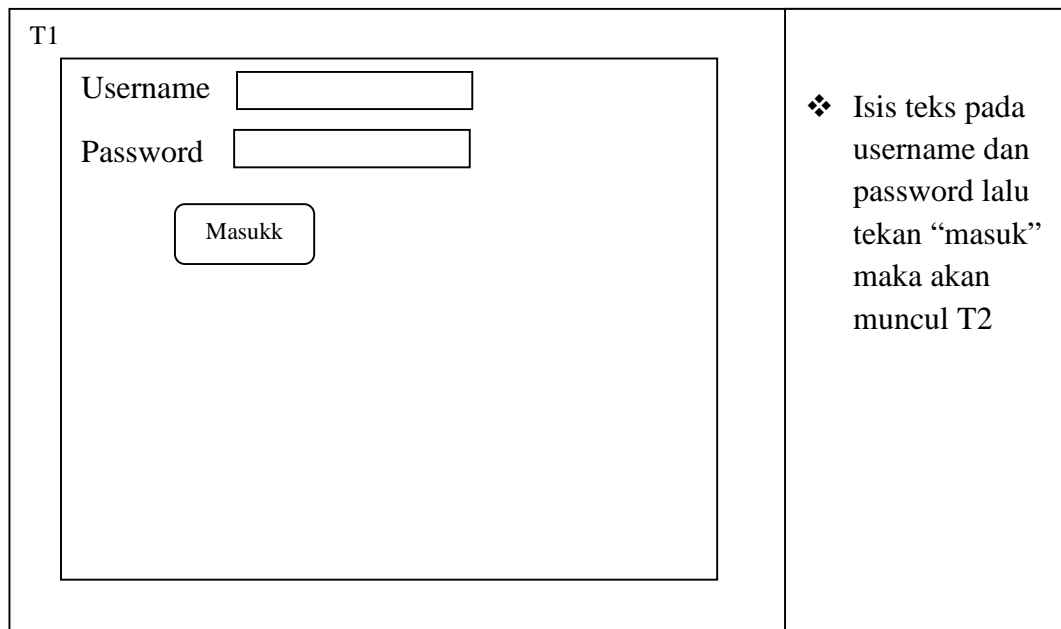 T1
Username
Password
Masukk
❖ Isis teks pada
username dan
password lalu
tekan “masuk”
maka akan
muncul T2